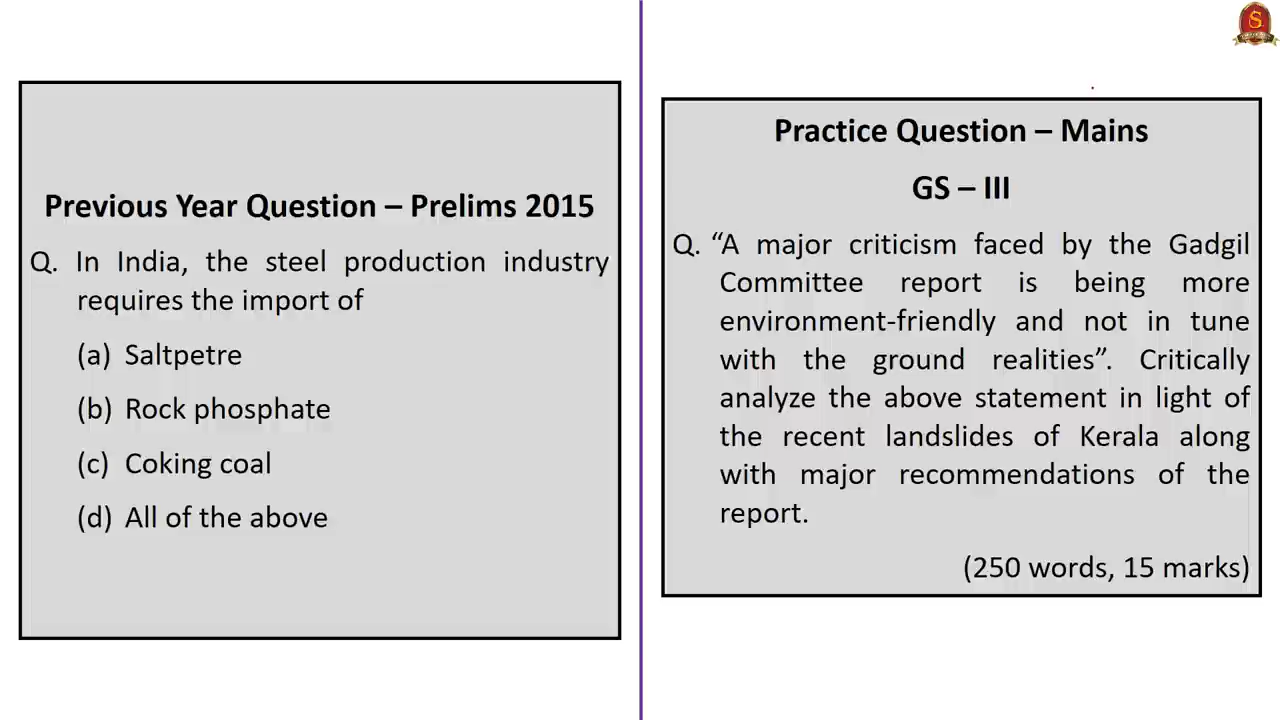 Previous Year Question – Prelims 2015
Q. In India, the steel production industry
requires the import of
(a) Saltpetre
(b) Rock phosphate
(c) Coking coal
(d) All of the above
Practice Question – Mains
GS – III
Q. “A major criticism faced by the Gadgil
Committee report is being more
environment-friendly and not in tune
with the ground realities”. Critically
analyze the above statement in light of
the recent landslides of Kerala along
with major recommendations of the
report.
(250 words, 15 marks)